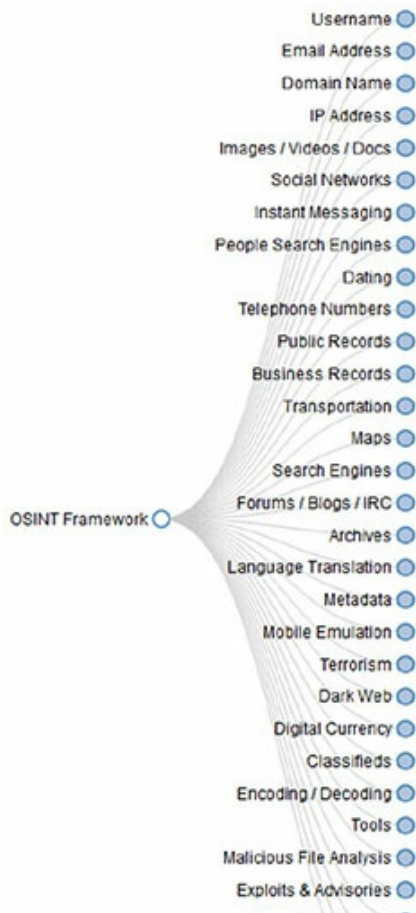 Username
Email Address
Domain Name
IP Address
Images / Videos / Docs
Social Networks
Instant Messaging
People Search Engines
Dating
Telephone Numbers
Public Records
Business Records
Transportation
Maps
Search Engines
Forums / Blogs / IRC
OSINT Framework
Archives
Language Translation
Metadata
Mobile Emulation
Terrorism
Dark Web
Digital Currency
Classifieds
Encoding / Decoding
Tools
Malicious File Analysis
Exploits & Advisories